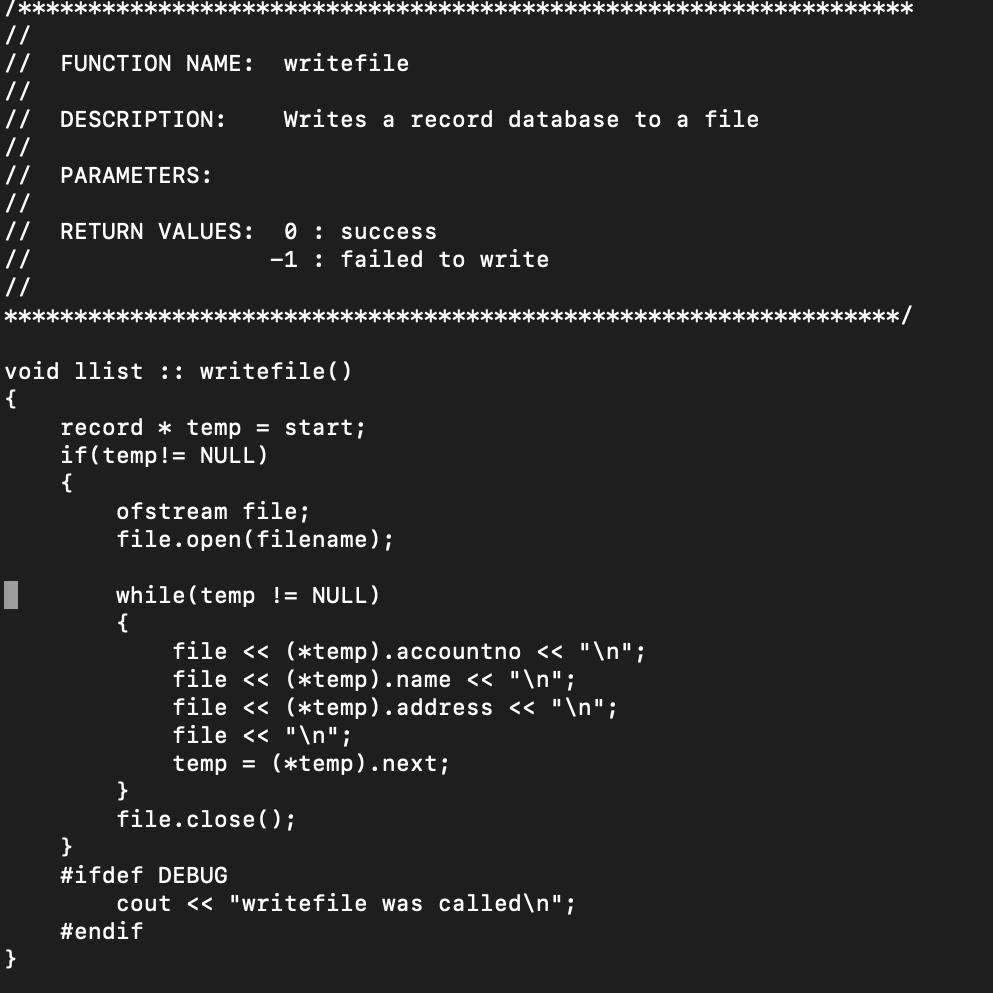 /****************************************************************
//
//  FUNCTION NAME:  writefile
//
//  DESCRIPTION:    Writes a record database to a file
//
//  PARAMETERS:
//
//  RETURN VALUES:  0 : success
//                 -1 : failed to write
//
****************************************************************/

void llist :: writefile()
{
    record * temp = start;
    if(temp!= NULL)
    {
        ofstream file;
        file.open(filename);

        while(temp != NULL)
        {
            file << (*temp).accountno << "\n";
            file << (*temp).name << "\n";
            file << (*temp).address << "\n";
            file << "\n";
            temp = (*temp).next;
        }
        file.close();
    }
    #ifdef DEBUG
        cout << "writefile was called\n";
    #endif
}